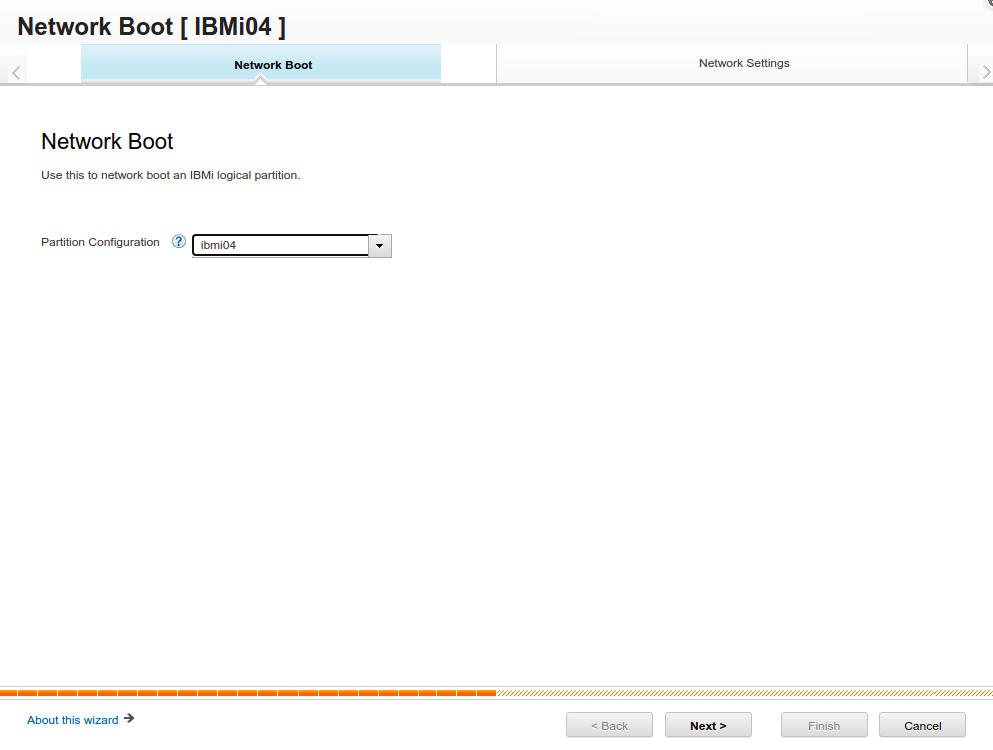 Network Boot [ IBMi04 ]
Network Boot
Network Settings
Network Boot
Use this to network boot an IBMi logical partition.
Partition Configuration ? ibmi04
About this wizard
< Back Next > Finish Cancel